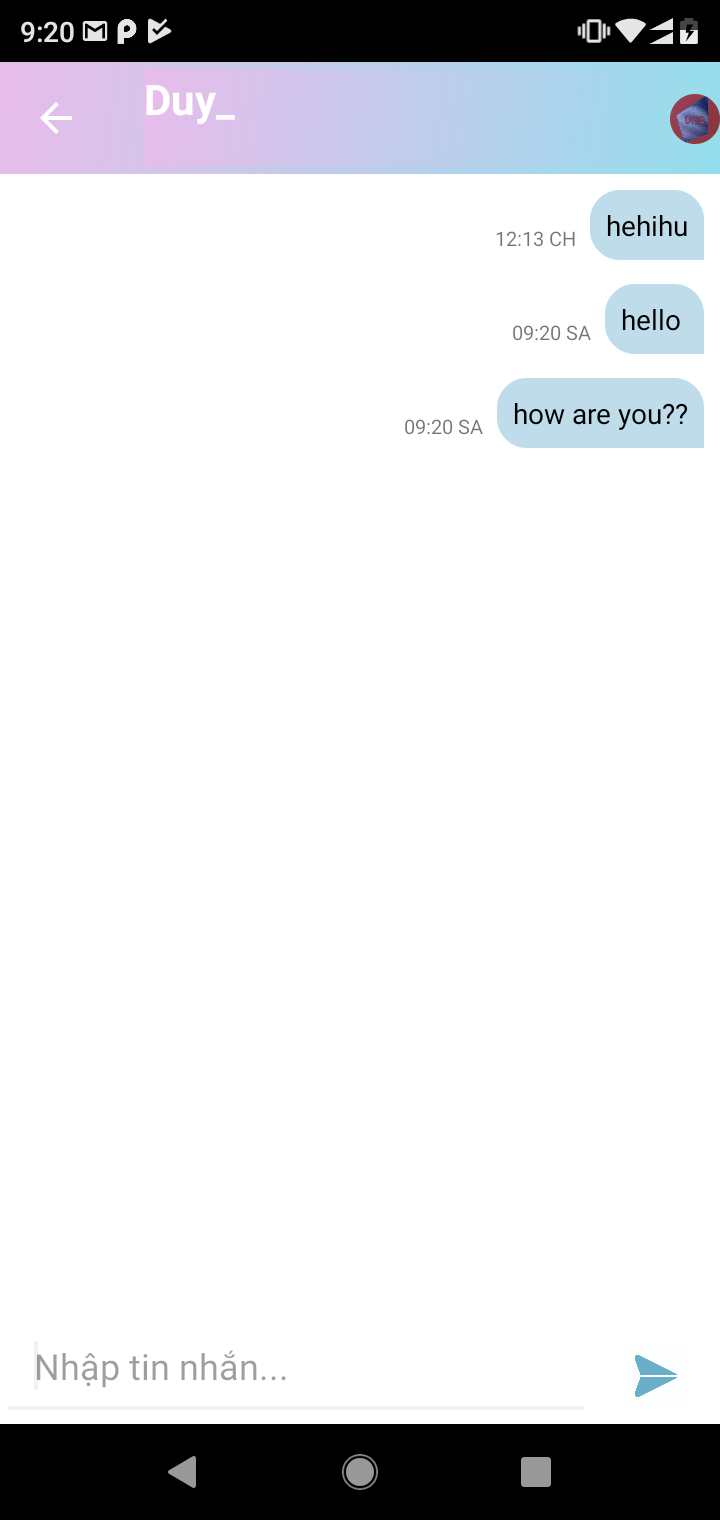 9:20
Duy_
hehihu
12:13 CH
hello
09:20 SA
how are you??
09:20 SA
Nhập tin nhắn...